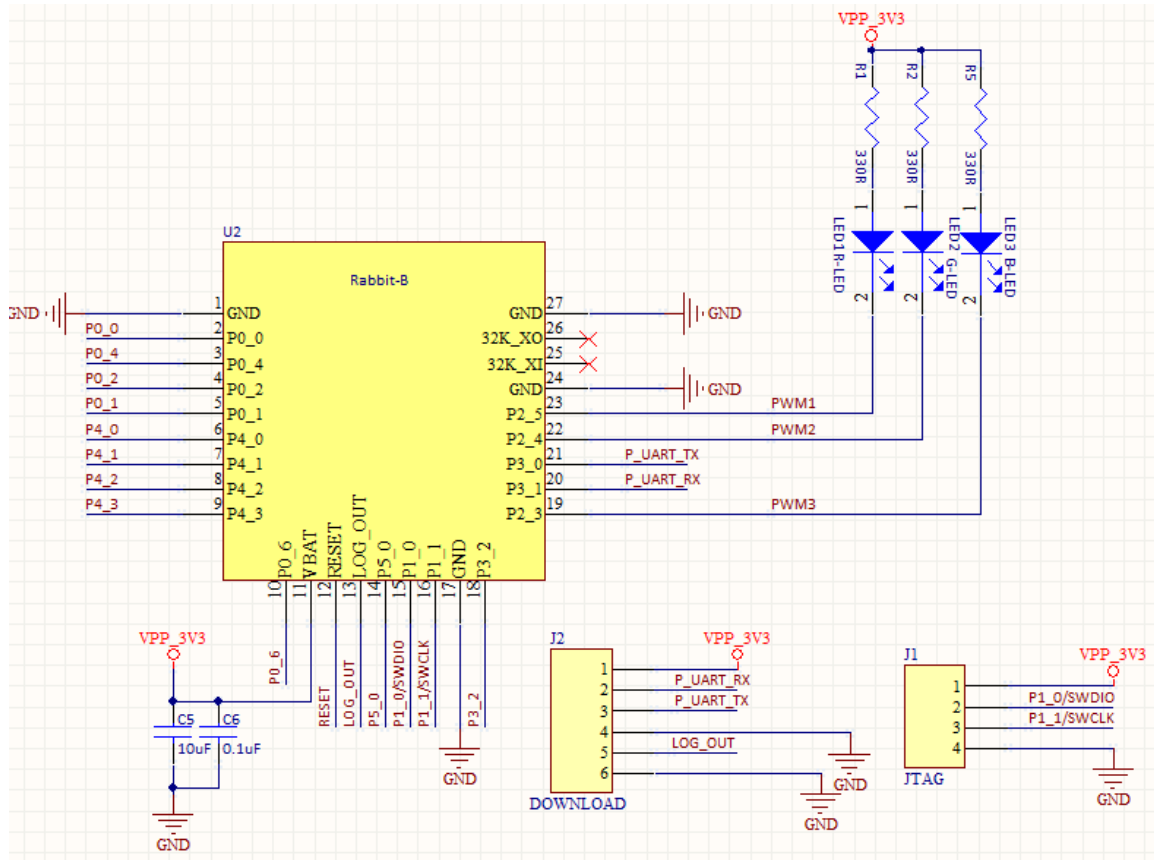 VPP_3V3
R1
R2
R5
330R
330R
330R
1
1
1
LED1R-LED
LED2 G-LED
LED3 B-LED
2
2
2
U2
Rabbit-B
GND
1
GND
P0_0
2
P0_0
P0_4
3
P0_4
P0_2
4
P0_2
P0_1
5
P0_1
P4_0
6
P4_0
P4_1
7
P4_1
P4_2
8
P4_2
P4_3
9
P4_3
GND
27
GND
32K_XO
26
32K_XI
25
GND
24
GND
P2_5
23
PWM1
P2_4
22
PWM2
P3_0
21
P_UART_TX
P3_1
20
P_UART_RX
P2_3
19
PWM3
P0_6
VBAT
RESET
LOG_OUT
P5_0
P1_0
P1_1
GND
P3_2
10
11
12
13
14
15
16
17
18
P0_6
RESET
LOG_OUT
P5_0
P1_0/SWDIO
P1_1/SWCLK
P3_2
GND
VPP_3V3
C5
C6
10uF
0.1uF
GND
J2
VPP_3V3
1
2
P_UART_RX
3
P_UART_TX
4
5
LOG_OUT
6
GND
GND
DOWNLOAD
J1
VPP_3V3
1
2
P1_0/SWDIO
3
P1_1/SWCLK
4
JTAG
GND